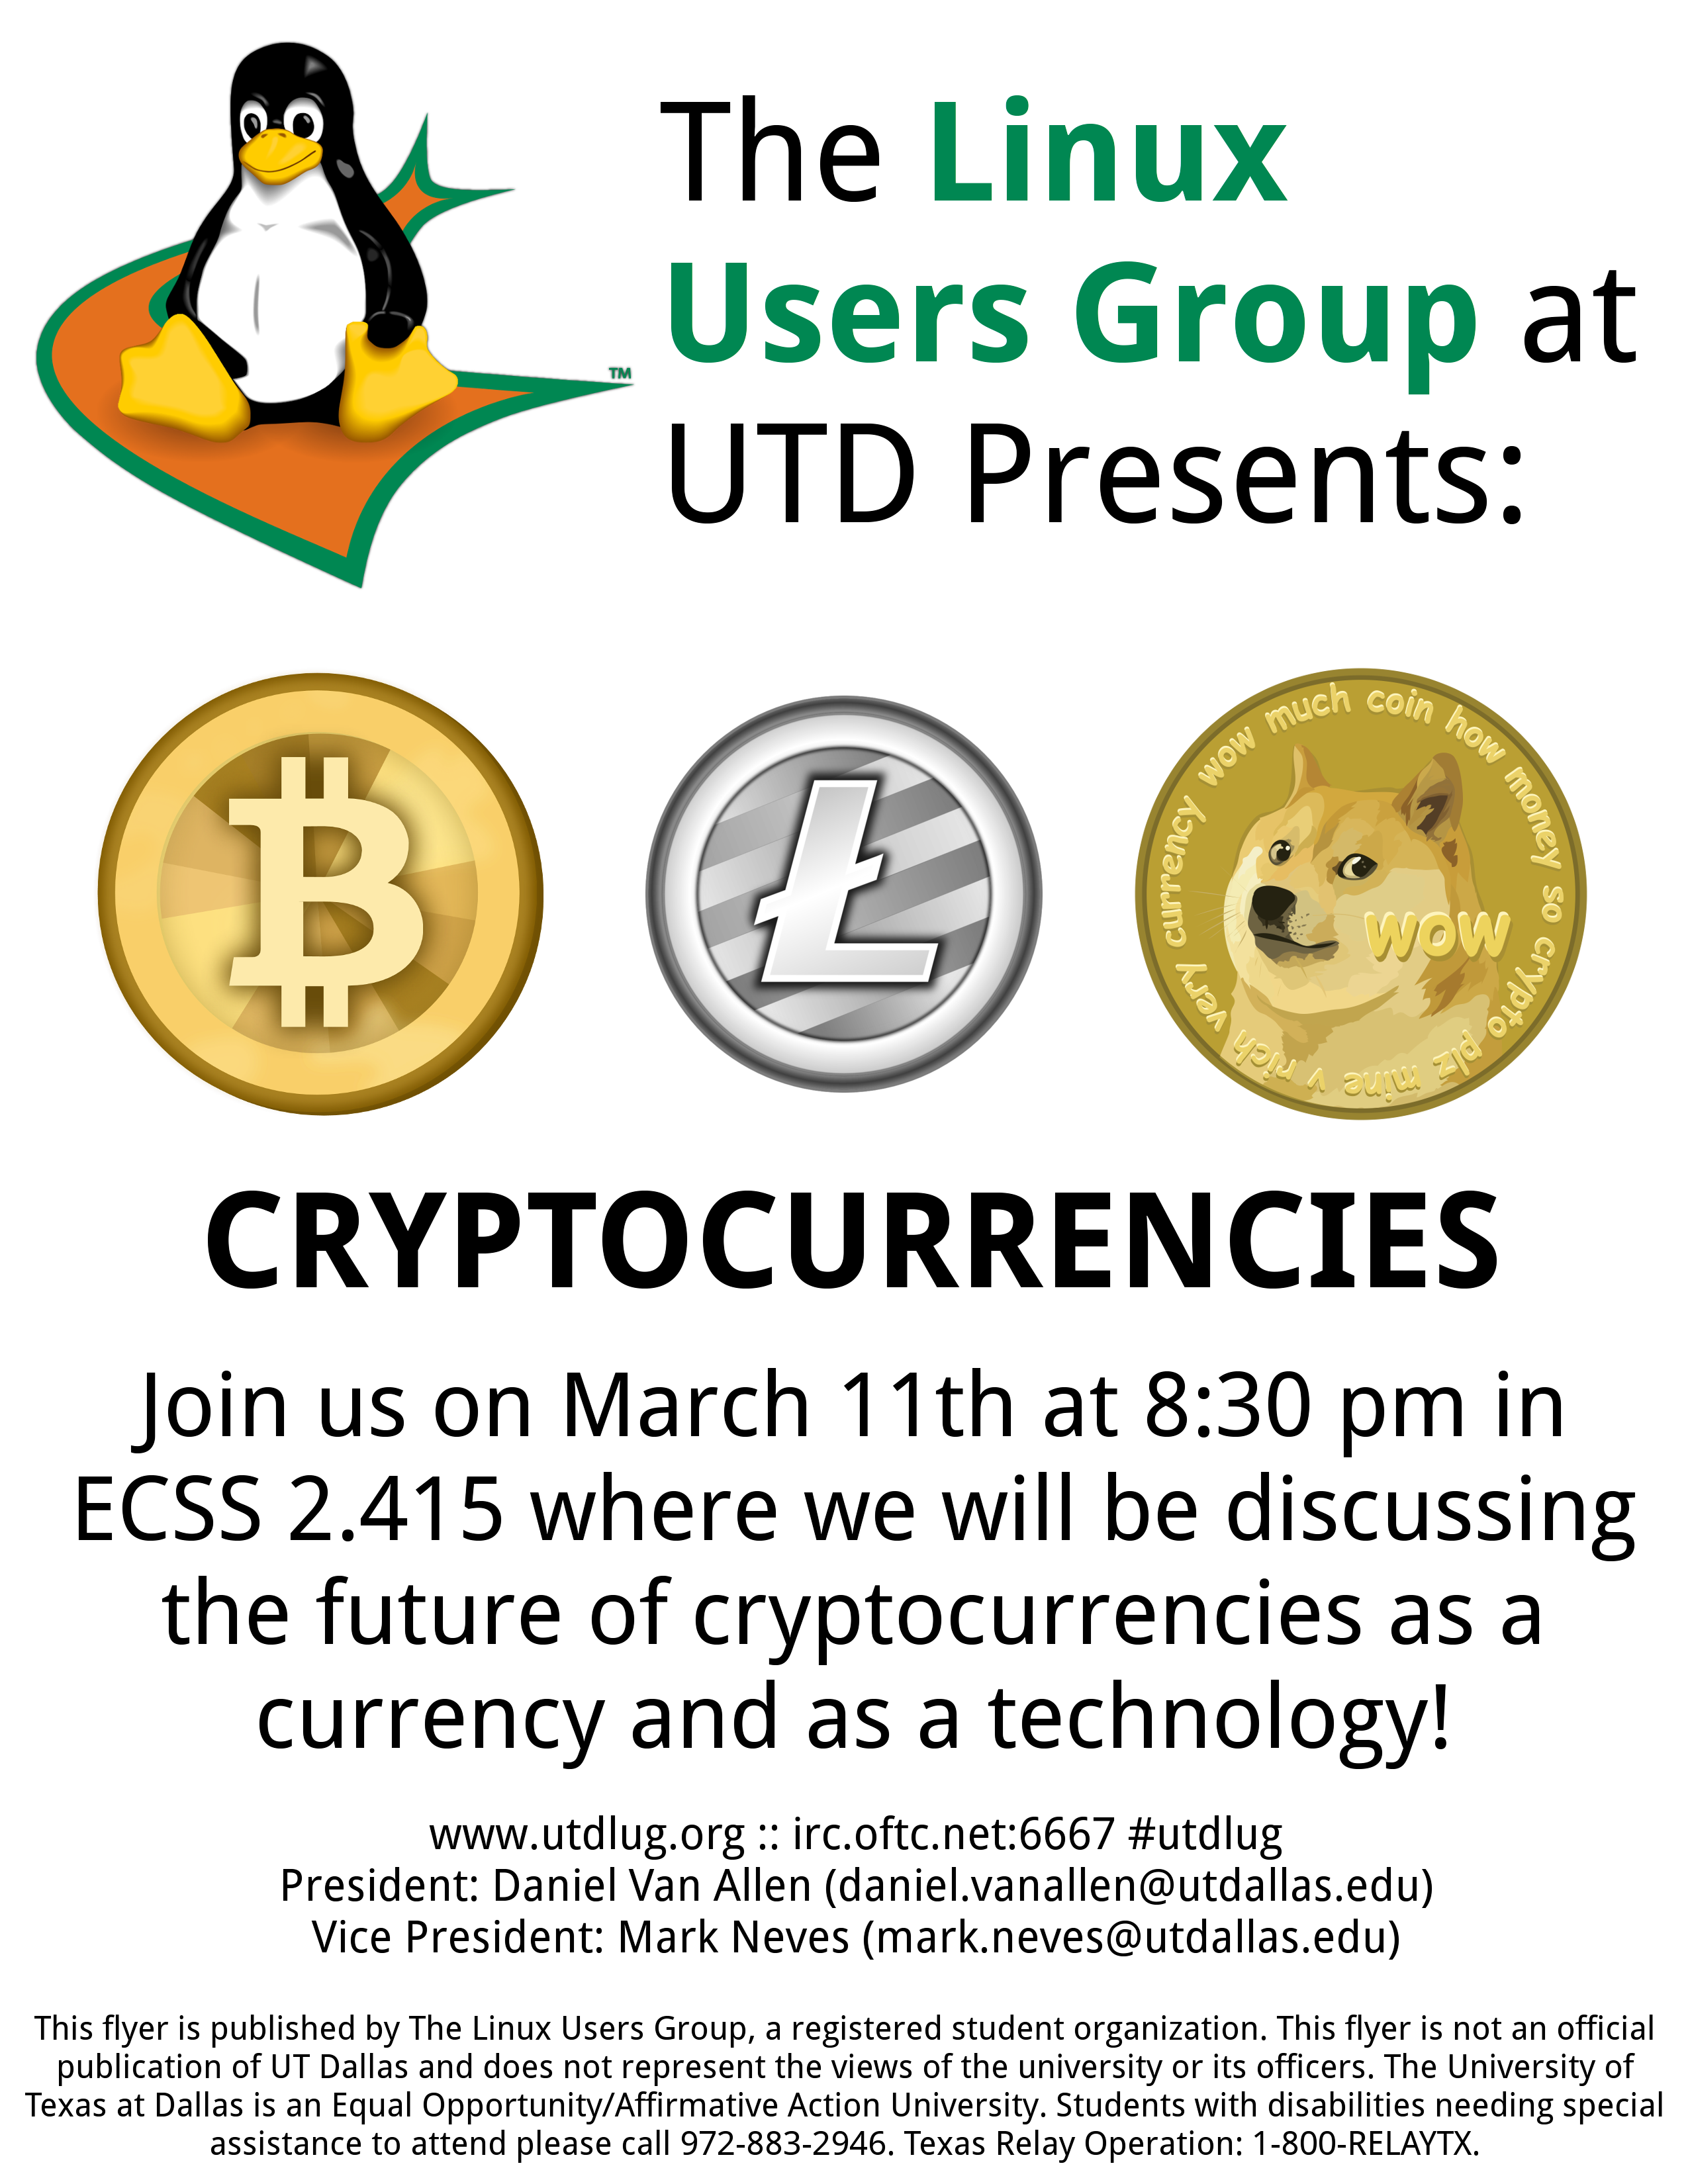 The Linux
Users Group at
UTD Presents:
TM
very currency wow much coin how money so crypto plz mine v rich
wow
CRYPTOCURRENCIES
Join us on March 11th at 8:30 pm in
ECSS 2.415 where we will be discussing
the future of cryptocurrencies as a
currency and as a technology!
www.utdlug.org :: irc.oftc.net:6667 #utdlug
President: Daniel Van Allen (daniel.vanallen@utdallas.edu)
Vice President: Mark Neves (mark.neves@utdallas.edu)
This flyer is published by The Linux Users Group, a registered student organization. This flyer is not an official
publication of UT Dallas and does not represent the views of the university or its officers. The University of
Texas at Dallas is an Equal Opportunity/Affirmative Action University. Students with disabilities needing special
assistance to attend please call 972-883-2946. Texas Relay Operation: 1-800-RELAYTX.